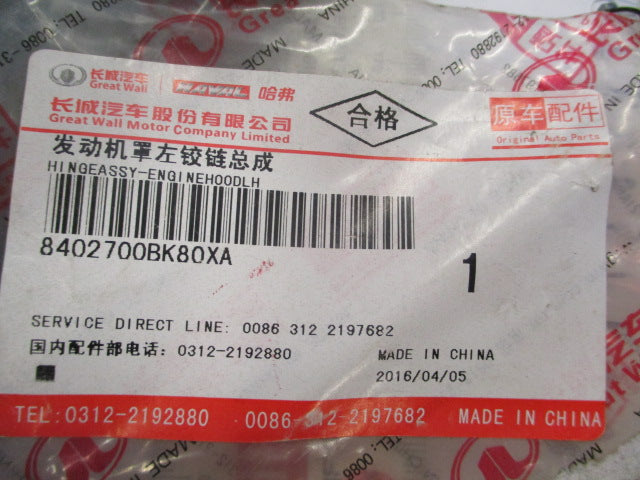 长城汽车 HAVAL 哈弗
Great Wall
长城汽车股份有限公司
Great Wall Motor Company Limited
合格
原车配件
Original Auto Parts
发动机罩左铰链总成
HINGEASSY-ENGINEHOODLH
8402700BK80XA
1
SERVICE DIRECT LINE: 0086 312 2197682
国内配件部电话: 0312-2192880
MADE IN CHINA
2016/04/05
TEL:0312-2192880 0086-312-2197682 MADE IN CHINA